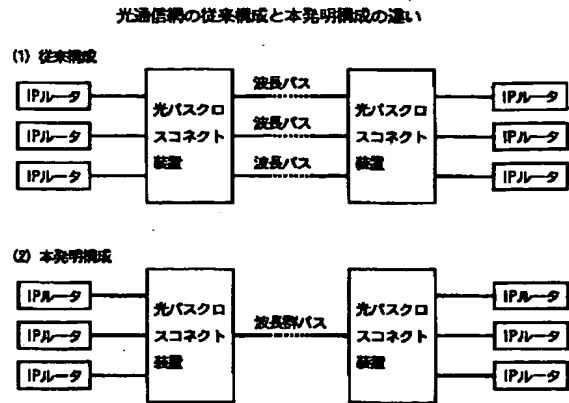 光通信網の従来構成と本発明構成の違い
(1) 従来構成
IPルータ
IPルータ
IPルータ
光パスクロ
スコネクト
装置
波長パス
波長パス
波長パス
光パスクロ
スコネクト
装置
IPルータ
IPルータ
IPルータ
(2) 本発明構成
IPルータ
IPルータ
IPルータ
光パスクロ
スコネクト
装置
波長群パス
光パスクロ
スコネクト
装置
IPルータ
IPルータ
IPルータ